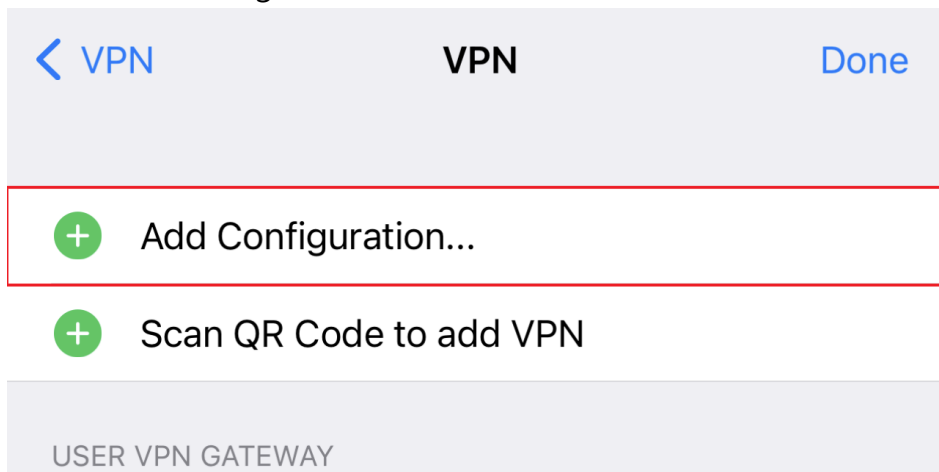 VPN VPN Done
Add Configuration...
Scan QR Code to add VPN
USER VPN GATEWAY